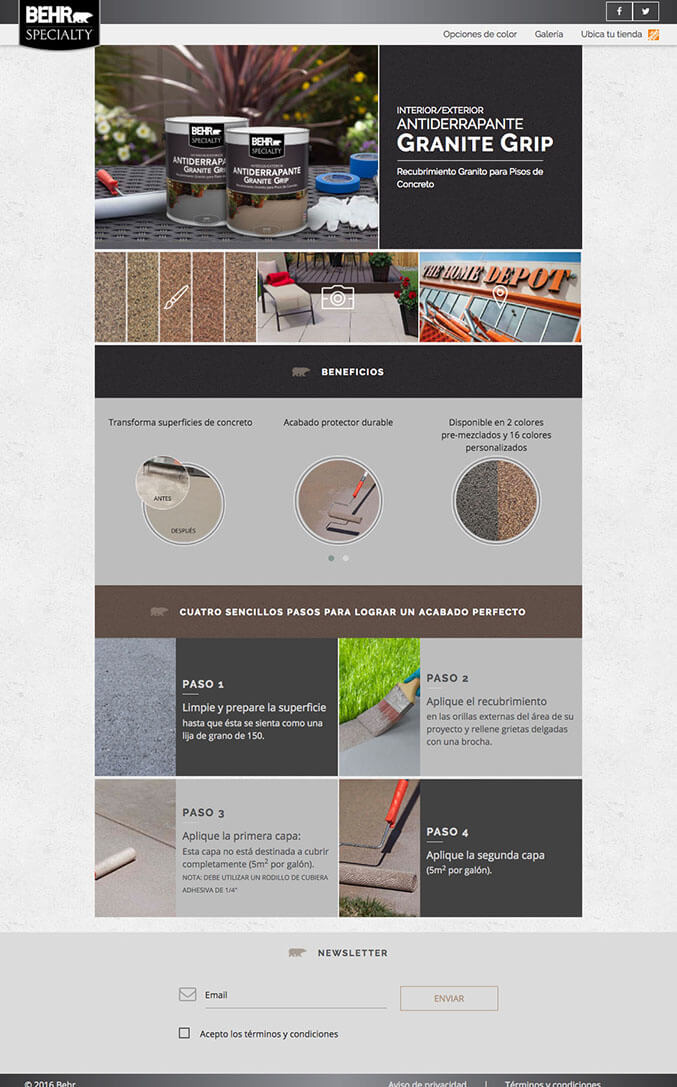 BEHR
SPECIALTY
Opciones de color
Galería
Ubica tu tienda
BEHR
SPECIALTY
ANTIDERRAPA
GRANITE GRI
BEHR
SPECIALTY
ANTIDERRAPANTE
GRANITE GRIP
INTERIOR/EXTERIOR
ANTIDERRAPANTE
GRANITE GRIP
Recubrimiento Granito para Pisos de
Concreto
THE HOME DEPOT
BENEFICIOS
Transforma superficies de concreto
ANTES
DESPUÉS
Acabado protector durable
Disponible en 2 colores
pre-mezclados y 16 colores
personalizados
CUATRO SENCILLOS PASOS PARA LOGRAR UN ACABADO PERFECTO
PASO 1
Limpie y prepare la superficie
hasta que ésta se sienta como una
lija de grano de 150.
PASO 2
Aplique el recubrimiento
en las orillas externas del área de su
proyecto y rellene grietas delgadas
con una brocha.
PASO 3
Aplique la primera capa:
Esta capa no está destinada a cubrir
completamente (5m² por galón).
NOTA: DEBE UTILIZAR UN RODILLO DE CUBIERA
ADHESIVA DE 1/4"
PASO 4
Aplique la segunda capa
(5m² por galón).
NEWSLETTER
Email
ENVIAR
Acepto los términos y condiciones
© 2016 Behr
Aviso de privacidad | Términos y condiciones